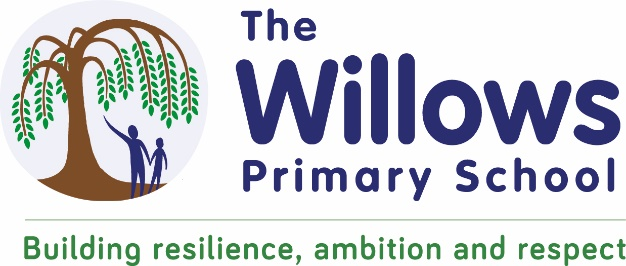 The
Willows
Primary School
Building resilience, ambition and respect